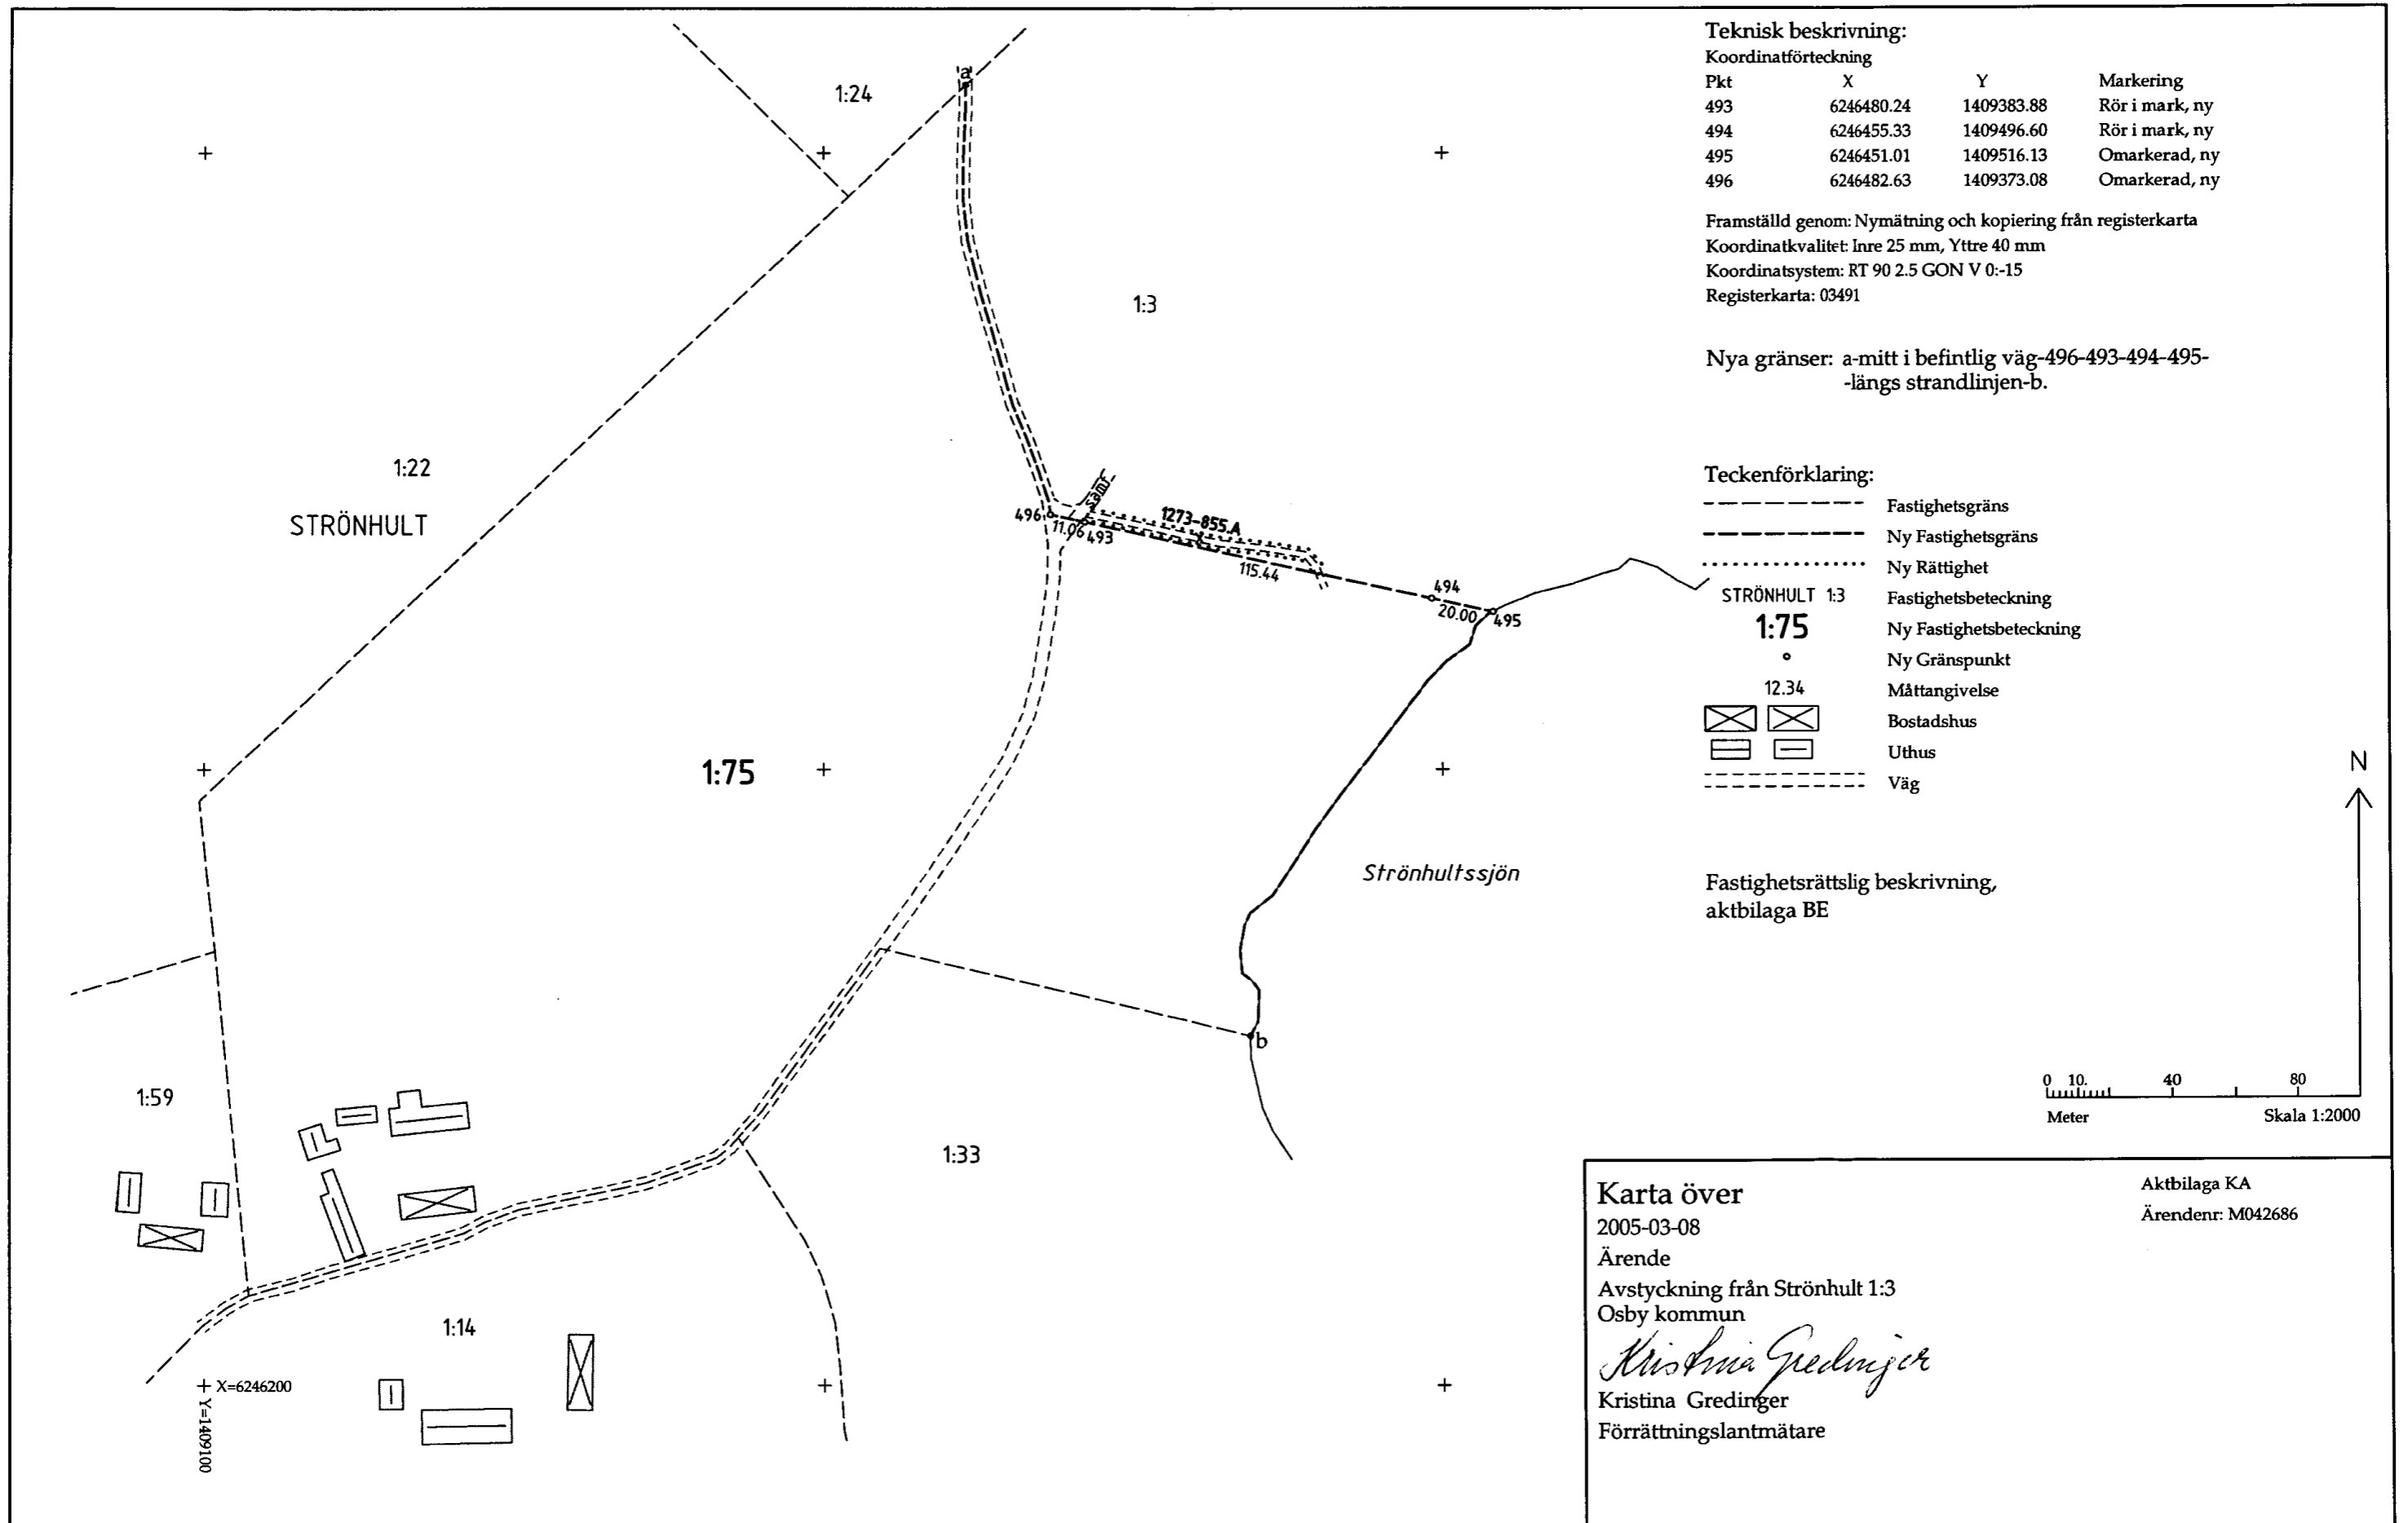 Teknisk beskrivning:
Koordinatförteckning
Pkt X Y Markering
493 6246480.24 1409383.88 Rör i mark, ny
494 6246455.33 1409496.60 Rör i mark, ny
495 6246451.01 1409516.13 Omarkerad, ny
496 6246482.63 1409373.08 Omarkerad, ny
Framställd genom: Nymätning och kopiering från registerkarta
Koordinatkvalitet: Inre 25 mm, Yttre 40 mm
Koordinatsystem: RT 90 2.5 GON V 0:-15
Registerkarta: 03491
Nya gränser: a-mitt i befintlig väg-496-493-494-495-
-längs strandlinjen-b.
Teckenförklaring:
Fastighetsgräns
Ny Fastighetsgräns
Ny Rättighet
STRÖNHULT 1:3 Fastighetsbeteckning
1:75 Ny Fastighetsbeteckning
Ny Gränspunkt
12.34 Måttangivelse
Bostadshus
Uthus
Väg
Fastighetsrättslig beskrivning,
aktbilaga BE
N
0 10. 40 80
Meter Skala 1:2000
a
1:24
1:3
1:22
STRÖNHULT
samf.
1273-855.A
496
11.06
493
115.44
494
20.00
495
1:75
Strönhultssjön
b
1:59
1:33
1:14
X=6246200
Y=1409100
Karta över
2005-03-08
Ärende
Avstyckning från Strönhult 1:3
Osby kommun
Kristina Gredinger
Kristina Gredinger
Förrättningslantmätare
Aktbilaga KA
Ärendenr: M042686